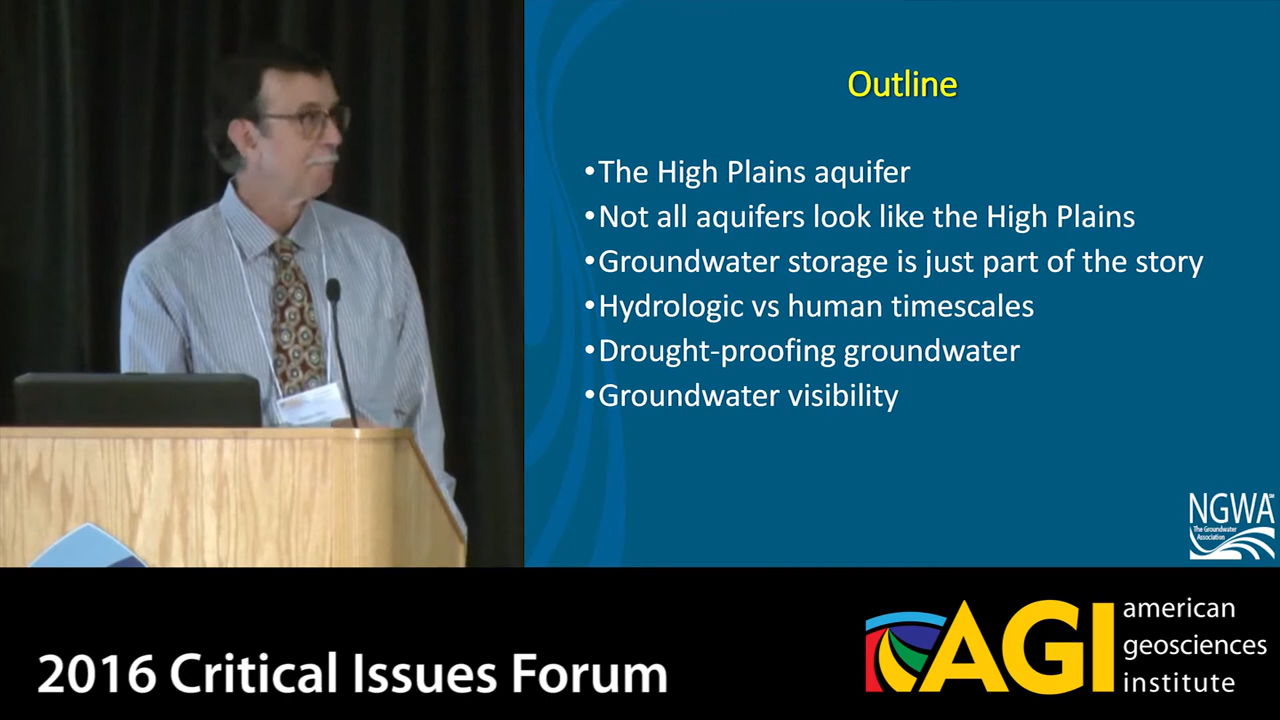 Outline
•The High Plains aquifer
•Not all aquifers look like the High Plains
•Groundwater storage is just part of the story
•Hydrologic vs human timescales
•Drought-proofing groundwater
•Groundwater visibility
NGWA
The Groundwater
Association
2016 Critical Issues Forum
AGI
american
geosciences
institute